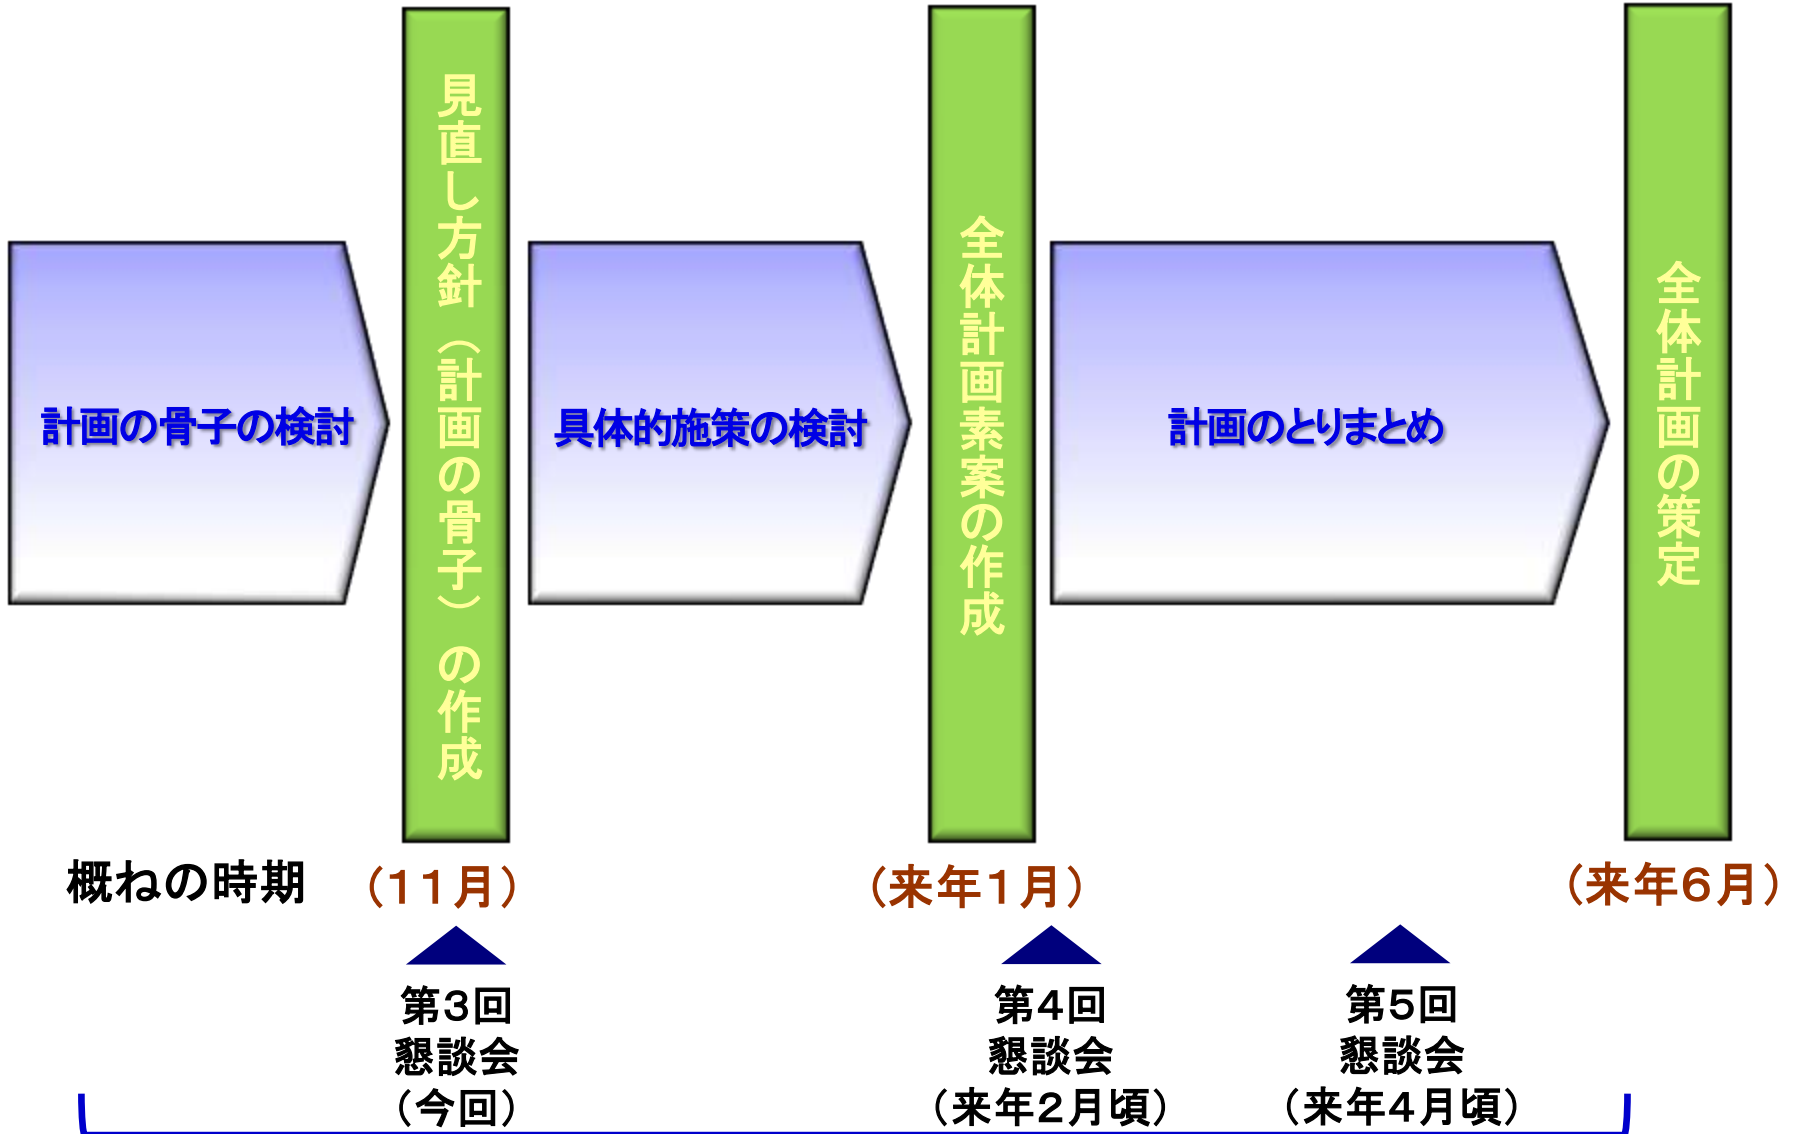 計画の骨子の検討
見直し方針（計画の骨子）の作成
具体的施策の検討
全体計画素案の作成
計画のとりまとめ
全体計画の策定
概ねの時期
（１１月）
（来年１月）
（来年６月）
第３回
懇談会
（今回）
第４回
懇談会
（来年２月頃）
第５回
懇談会
（来年４月頃）